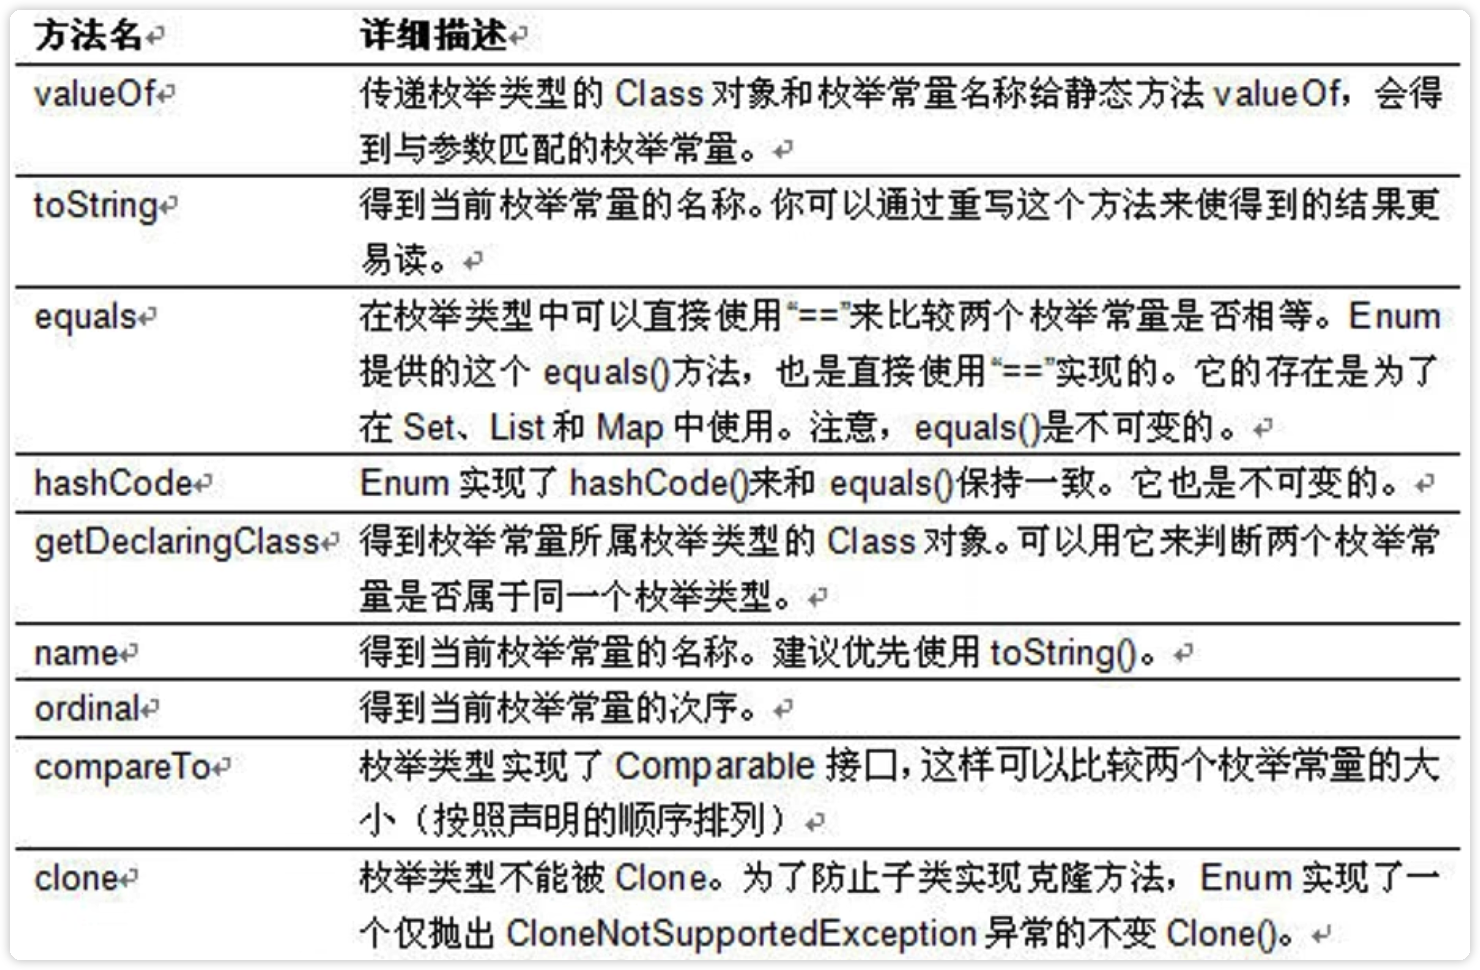 方法名 详细描述
valueOf 传递枚举类型的 Class 对象和枚举常量名称给静态方法 valueOf，会得
到与参数匹配的枚举常量。
toString 得到当前枚举常量的名称。你可以通过重写这个方法来使得到的结果更
易读。
equals 在枚举类型中可以直接使用“==”来比较两个枚举常量是否相等。Enum
提供的这个 equals()方法，也是直接使用“==”实现的。它的存在是为了
在 Set、List 和 Map 中使用。注意，equals()是不可变的。
hashCode Enum 实现了 hashCode()来和 equals()保持一致。它也是不可变的。
getDeclaringClass 得到枚举常量所属枚举类型的 Class 对象。可以用它来判断两个枚举常
量是否属于同一个枚举类型。
name 得到当前枚举常量的名称。建议优先使用 toString()。
ordinal 得到当前枚举常量的次序。
compareTo 枚举类型实现了 Comparable 接口，这样可以比较两个枚举常量的大
小（按照声明的顺序排列）
clone 枚举类型不能被 Clone。为了防止子类实现克隆方法，Enum 实现了一
个仅抛出 CloneNotSupportedException 异常的不变 Clone()。